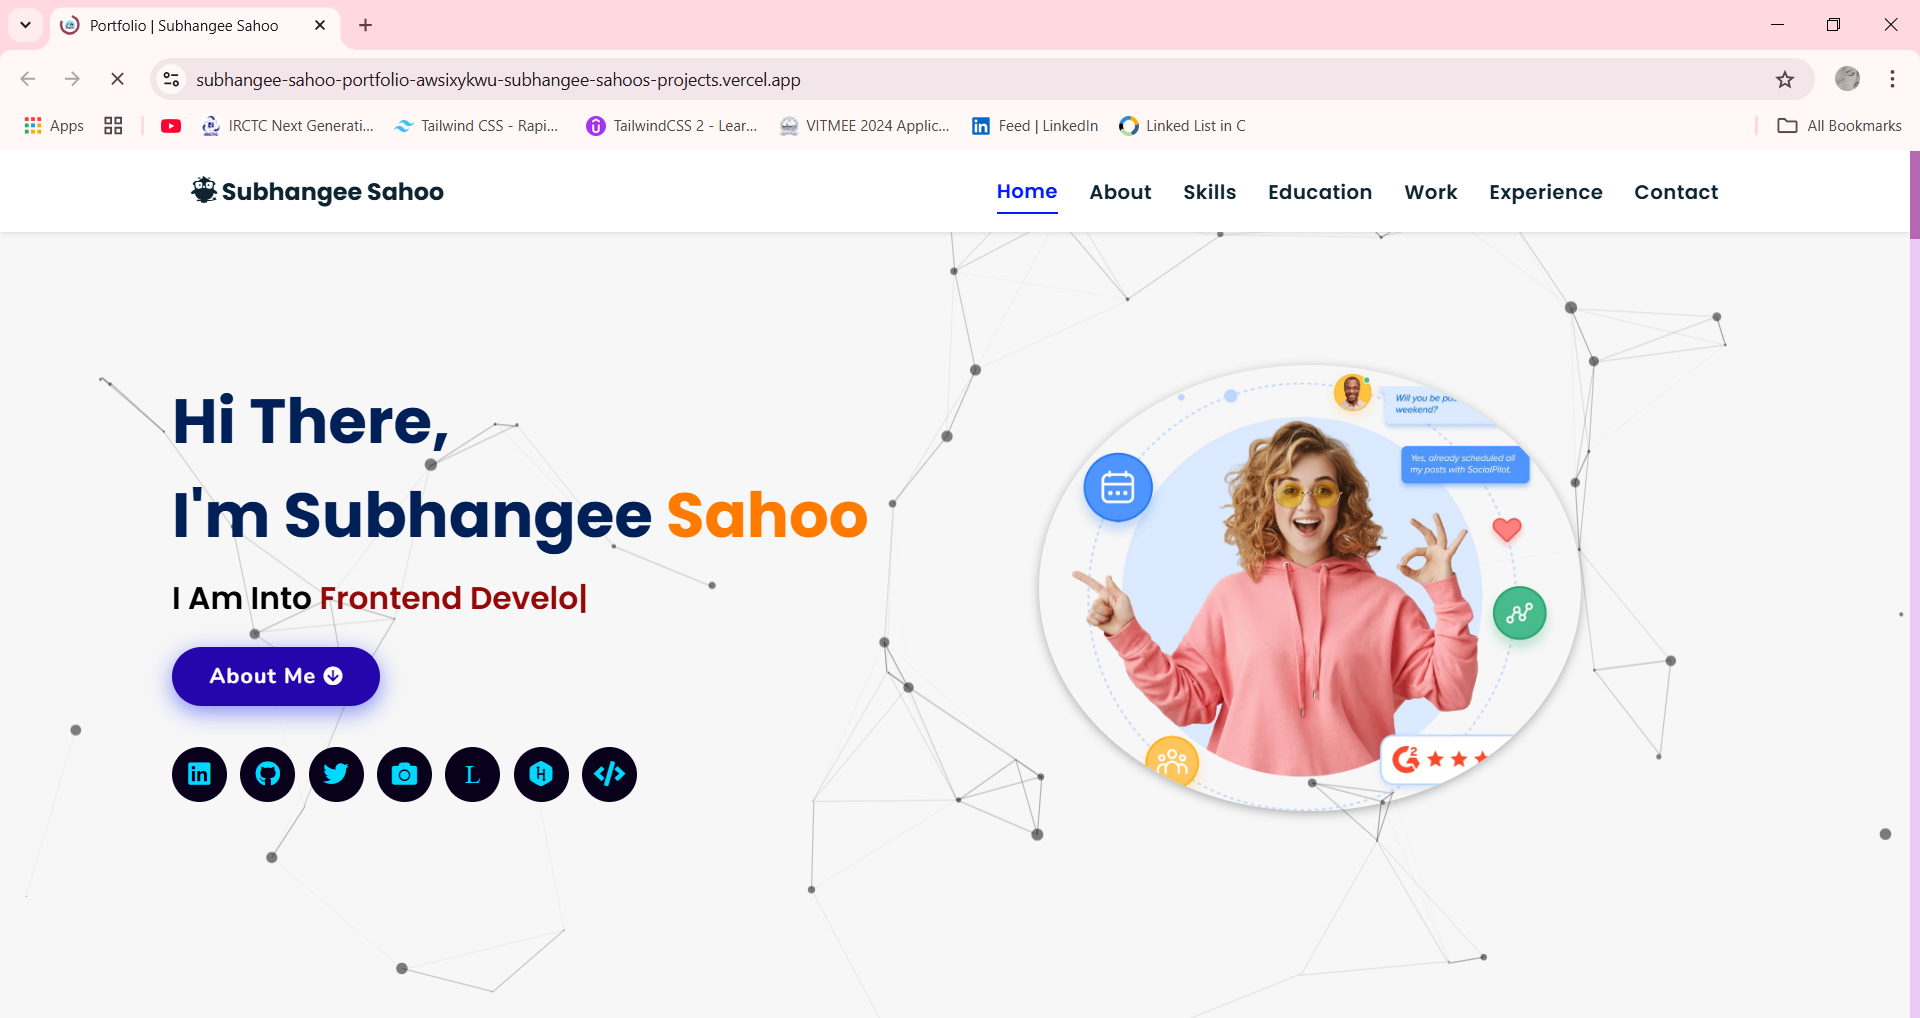 Portfolio | Subhangee Sahoo
subhangee-sahoo-portfolio-awsixykwu-subhangee-sahoos-projects.vercel.app
Apps
IRCTC Next Generati...
Tailwind CSS - Rapi...
TailwindCSS 2 - Lear...
VITMEE 2024 Applic...
Feed | LinkedIn
Linked List in C
All Bookmarks
Subhangee Sahoo
Home About Skills Education Work Experience Contact
Hi There,
I'm Subhangee Sahoo
I Am Into Frontend Develo|
About Me
L
Will you be
weekend?
Yes, already scheduled all
my posts with SocialPilot